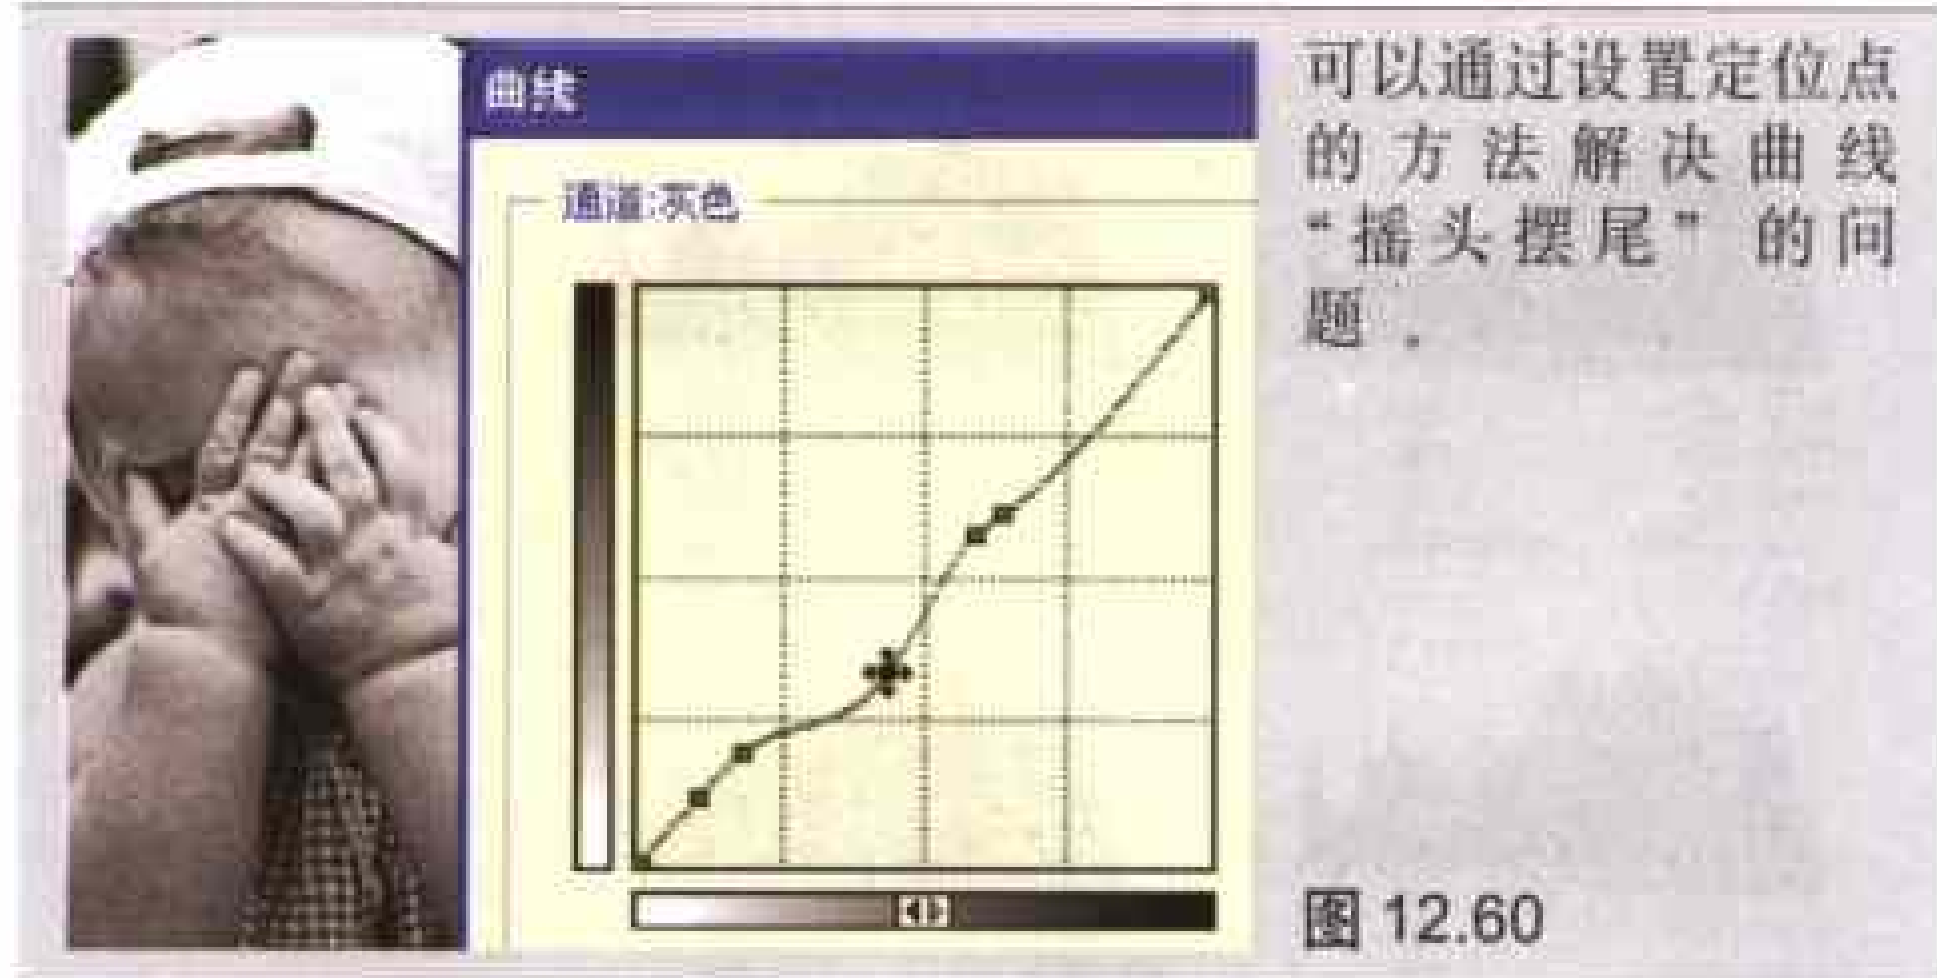 曲线
通道:灰色
可以通过设置定位点
的方法解决曲线
“摇头摆尾”的问
题.
图 12.60